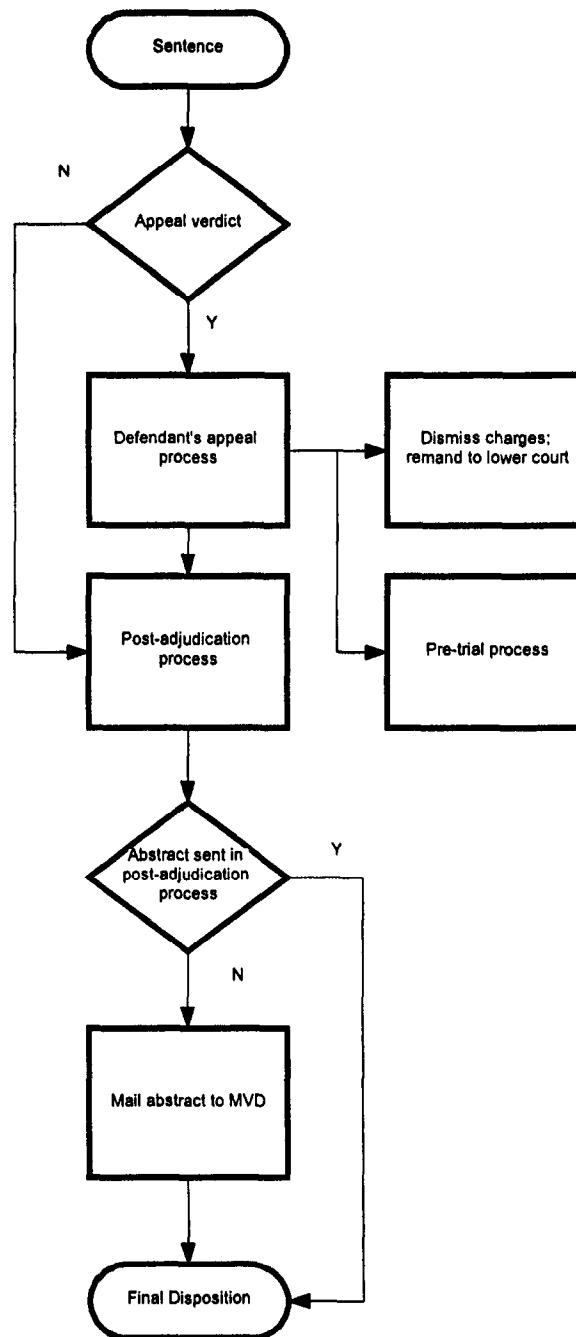 Sentence
N
Appeal verdict
Y
Defendant's appeal
process
Dismiss charges;
remand to lower court
Post-adjudication
process
Pre-trial process
Abstract sent in
post-adjudication
process
Y
N
Mail abstract to MVD
Final Disposition